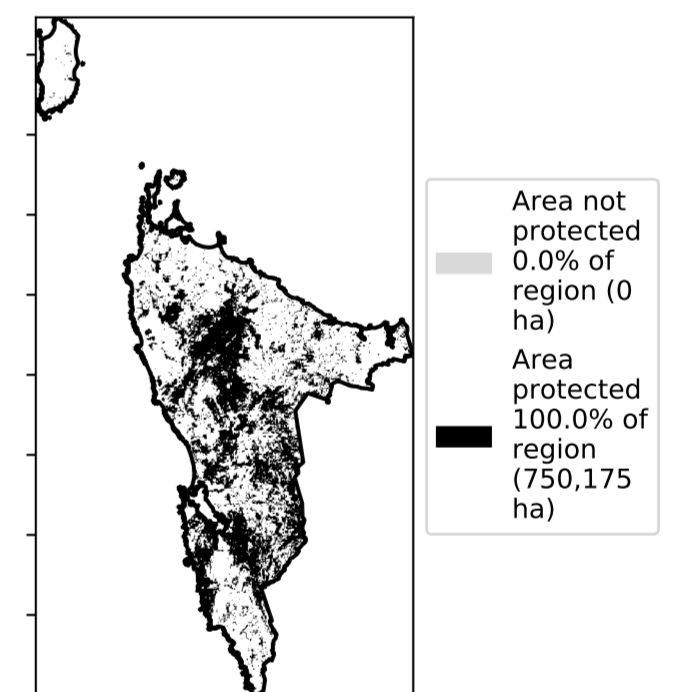 Area not
protected
0.0% of
region (0
ha)
Area
protected
100.0% of
region
(750,175
ha)